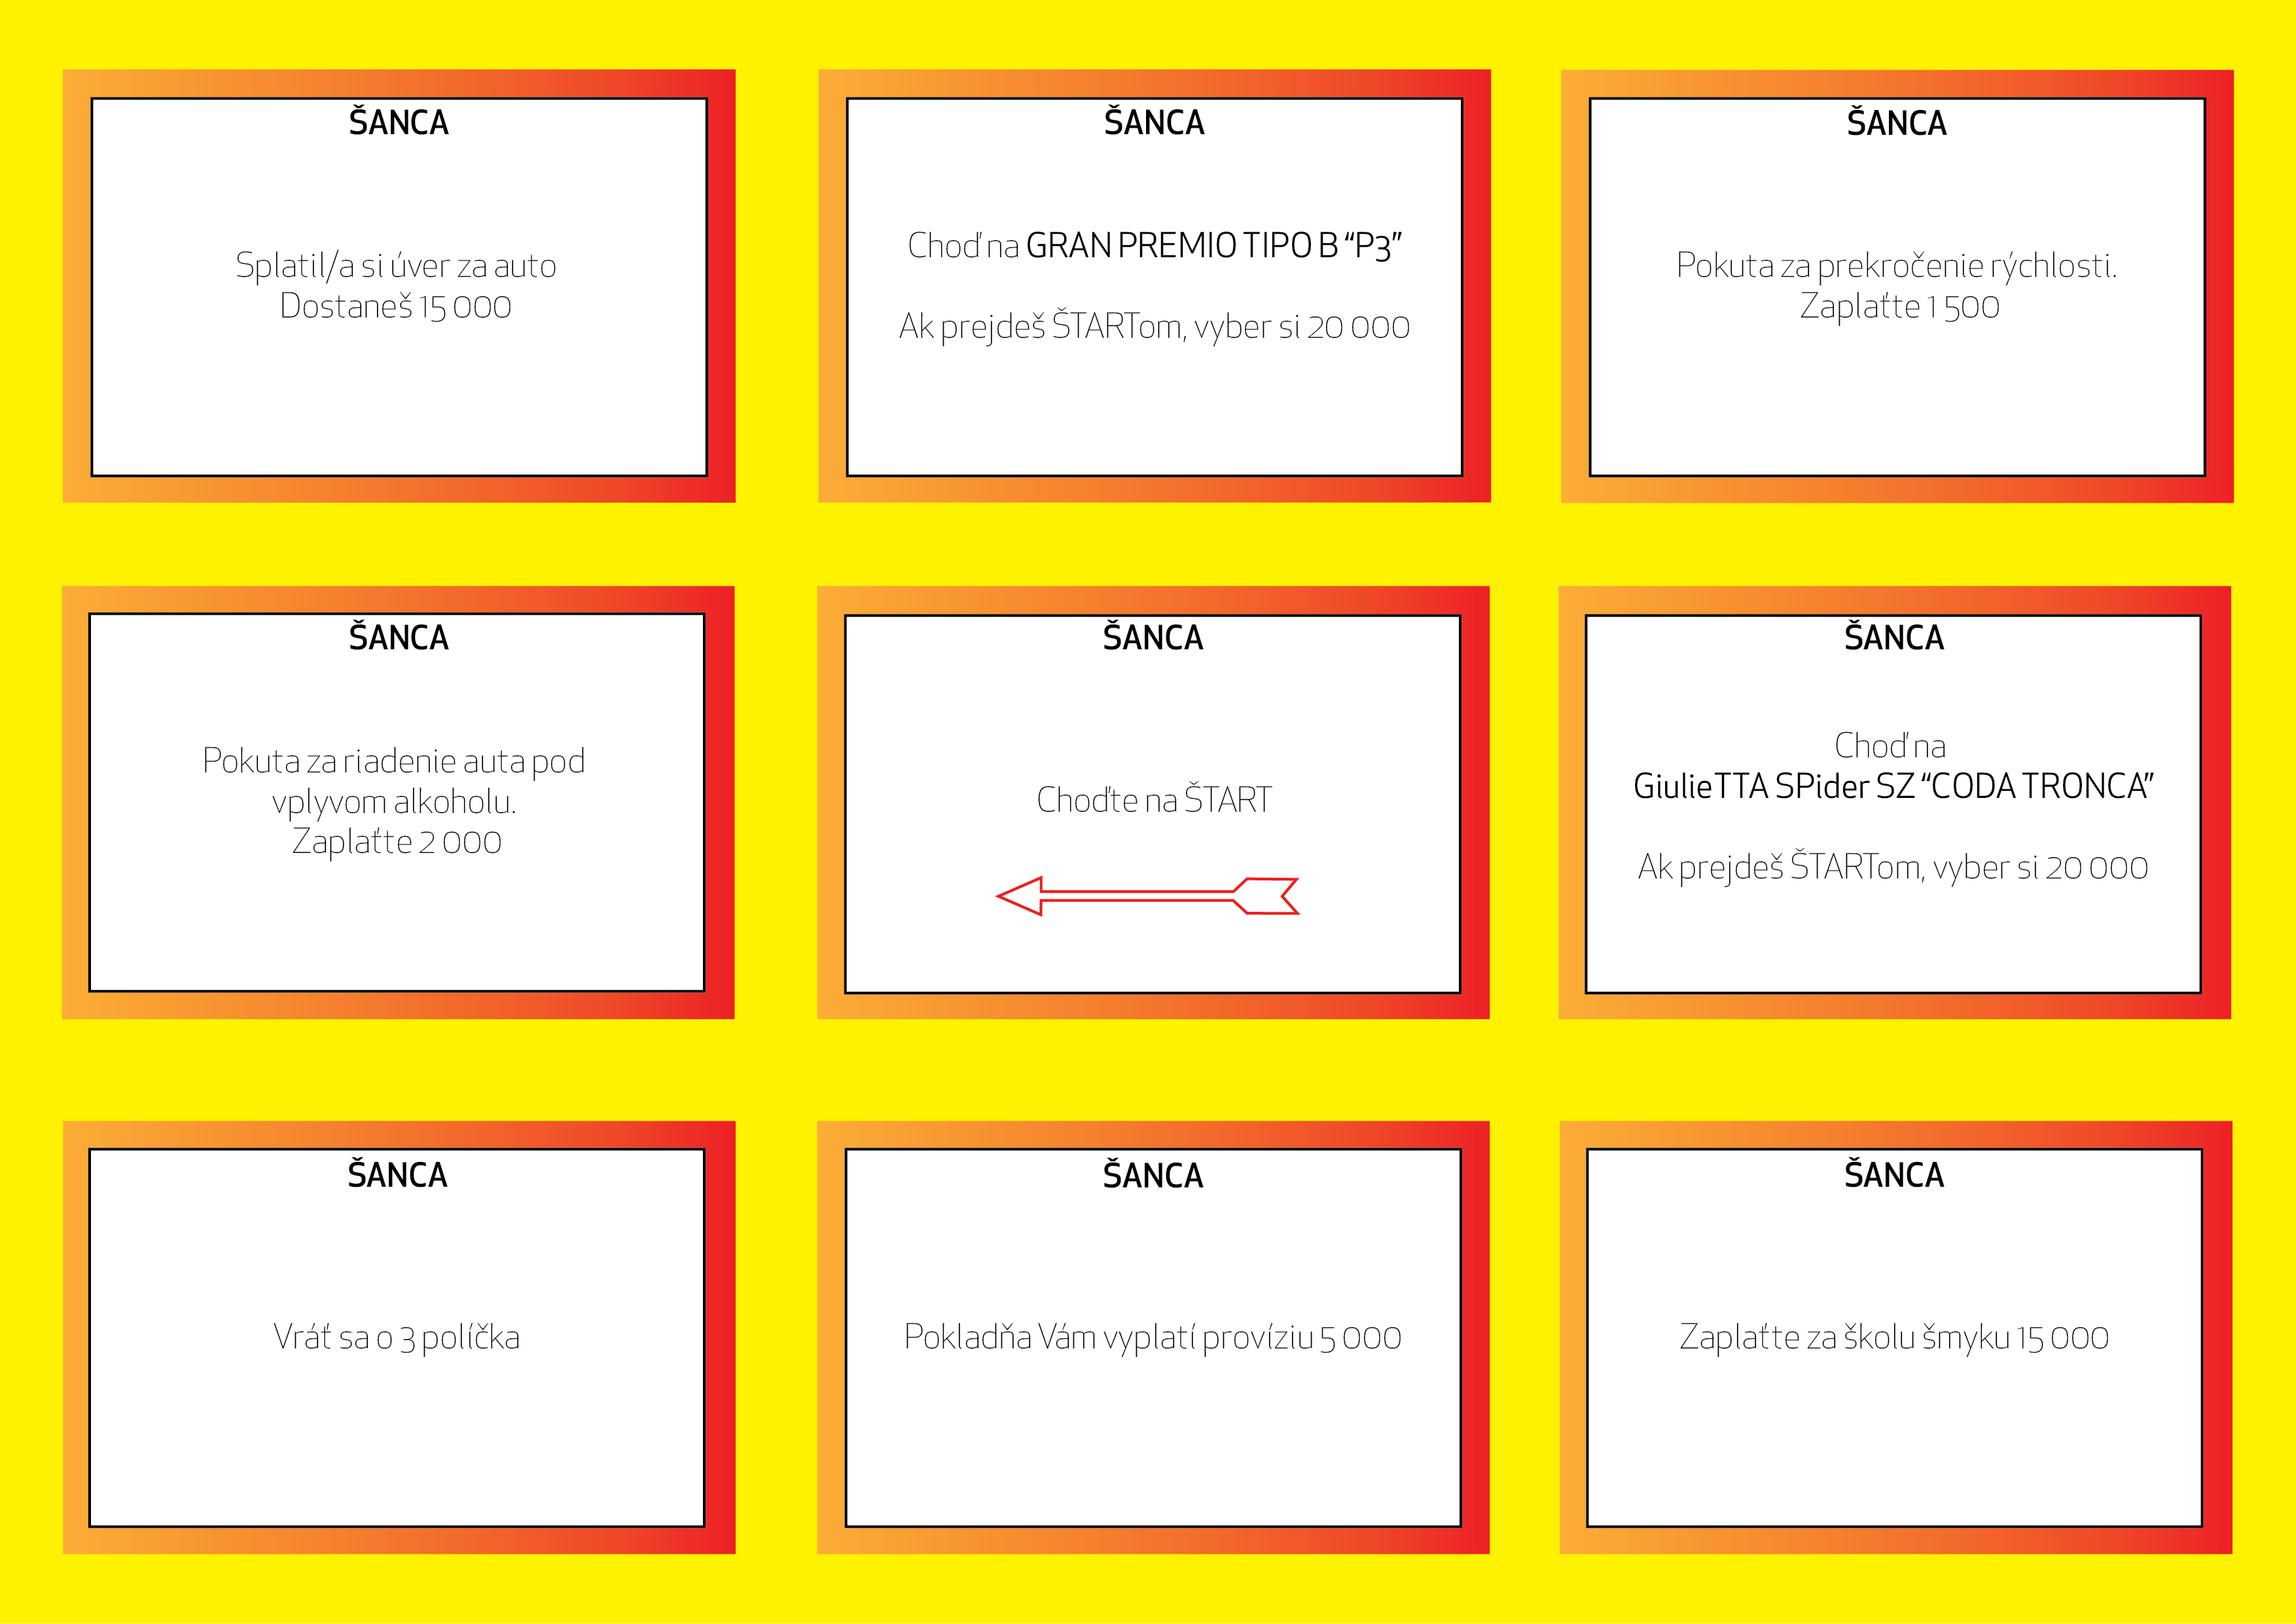 ŠANCA
Splatil/a si úver za auto
Dostaneš 15 000
ŠANCA
Choď na GRAN PREMIO TIPO B “P3”
Ak prejdeš ŠTARTom, vyber si 20 000
ŠANCA
Pokuta za prekročenie rýchlosti.
Zaplaťte 1 500
ŠANCA
Pokuta za riadenie auta pod
vplyvom alkoholu.
Zaplaťte 2 000
ŠANCA
Choďte na ŠTART
ŠANCA
Choď na
GiulieTTA SPider SZ “CODA TRONCA”
Ak prejdeš ŠTARTom, vyber si 20 000
ŠANCA
Vráť sa o 3 políčka
ŠANCA
Pokladňa Vám vyplatí províziu 5 000
ŠANCA
Zaplaťte za školu šmyku 15 000